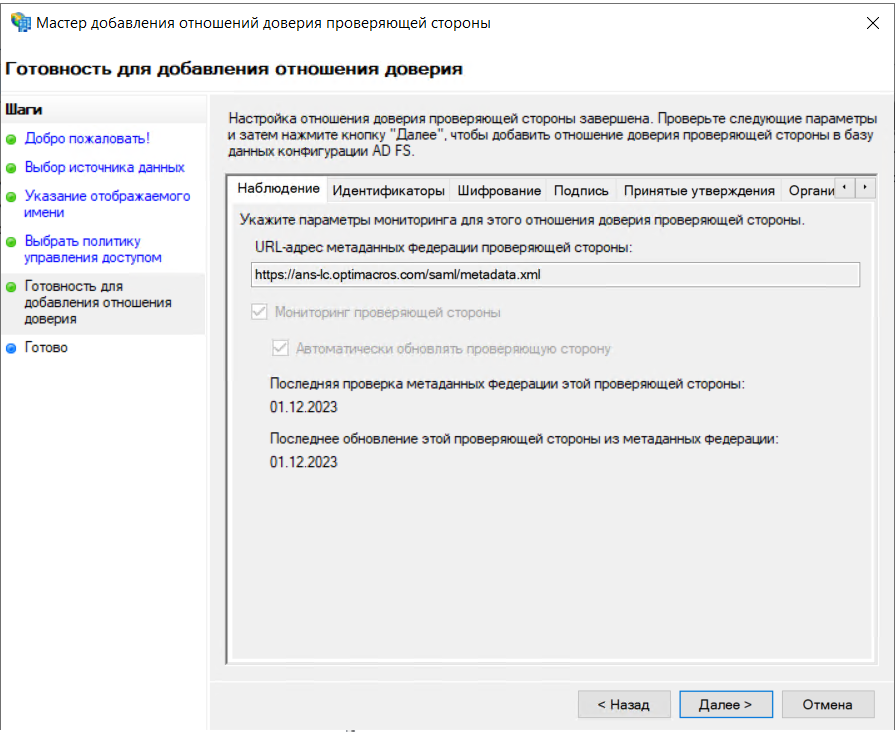 Мастер добавления отношений доверия проверяющей стороны
Готовность для добавления отношения доверия
Шаги
Добро пожаловать!
Выбор источника данных
Указание отображаемого
имени
Выбрать политику
управления доступом
Готовность для
добавления отношения
доверия
Готово
Настройка отношения доверия проверяющей стороны завершена. Проверьте следующие параметры
и затем нажмите кнопку "Далее", чтобы добавить отношение доверия проверяющей стороны в базу
данных конфигурации AD FS.
Наблюдение Идентификаторы Шифрование Подпись Принятые утверждения Органи
Укажите параметры мониторинга для этого отношения доверия проверяющей стороны.
URL-адрес метаданных федерации проверяющей стороны:
https://ans-lc.optimacros.com/saml/metadata.xml
Мониторинг проверяющей стороны
Автоматически обновлять проверяющую сторону
Последняя проверка метаданных федерации этой проверяющей стороны:
01.12.2023
Последнее обновление этой проверяющей стороны из метаданных федерации:
01.12.2023
< Назад Далее > Отмена